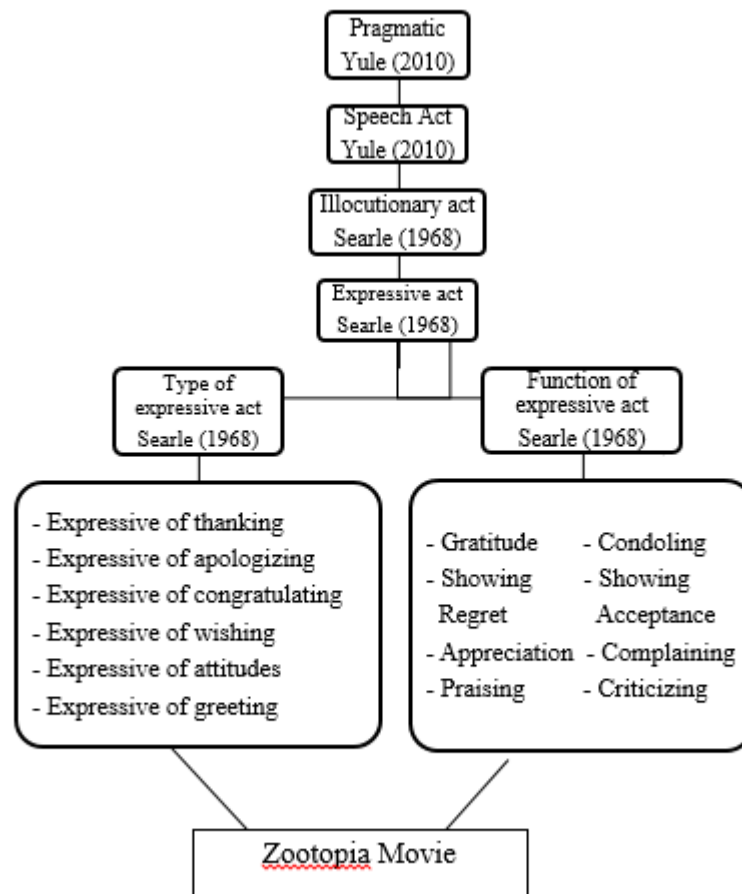 Pragmatic
Yule (2010)
Speech Act
Yule (2010)
Illocutionary act
Searle (1968)
Expressive act
Searle (1968)
Type of
expressive act
Searle (1968)
Function of
expressive act
Searle (1968)
- Expressive of thanking
- Expressive of apologizing
- Expressive of congratulating
- Expressive of wishing
- Expressive of attitudes
- Expressive of greeting
- Gratitude
- Showing
Regret
- Appreciation
- Praising
- Condoling
- Showing
Acceptance
- Complaining
- Criticizing
Zootopia Movie